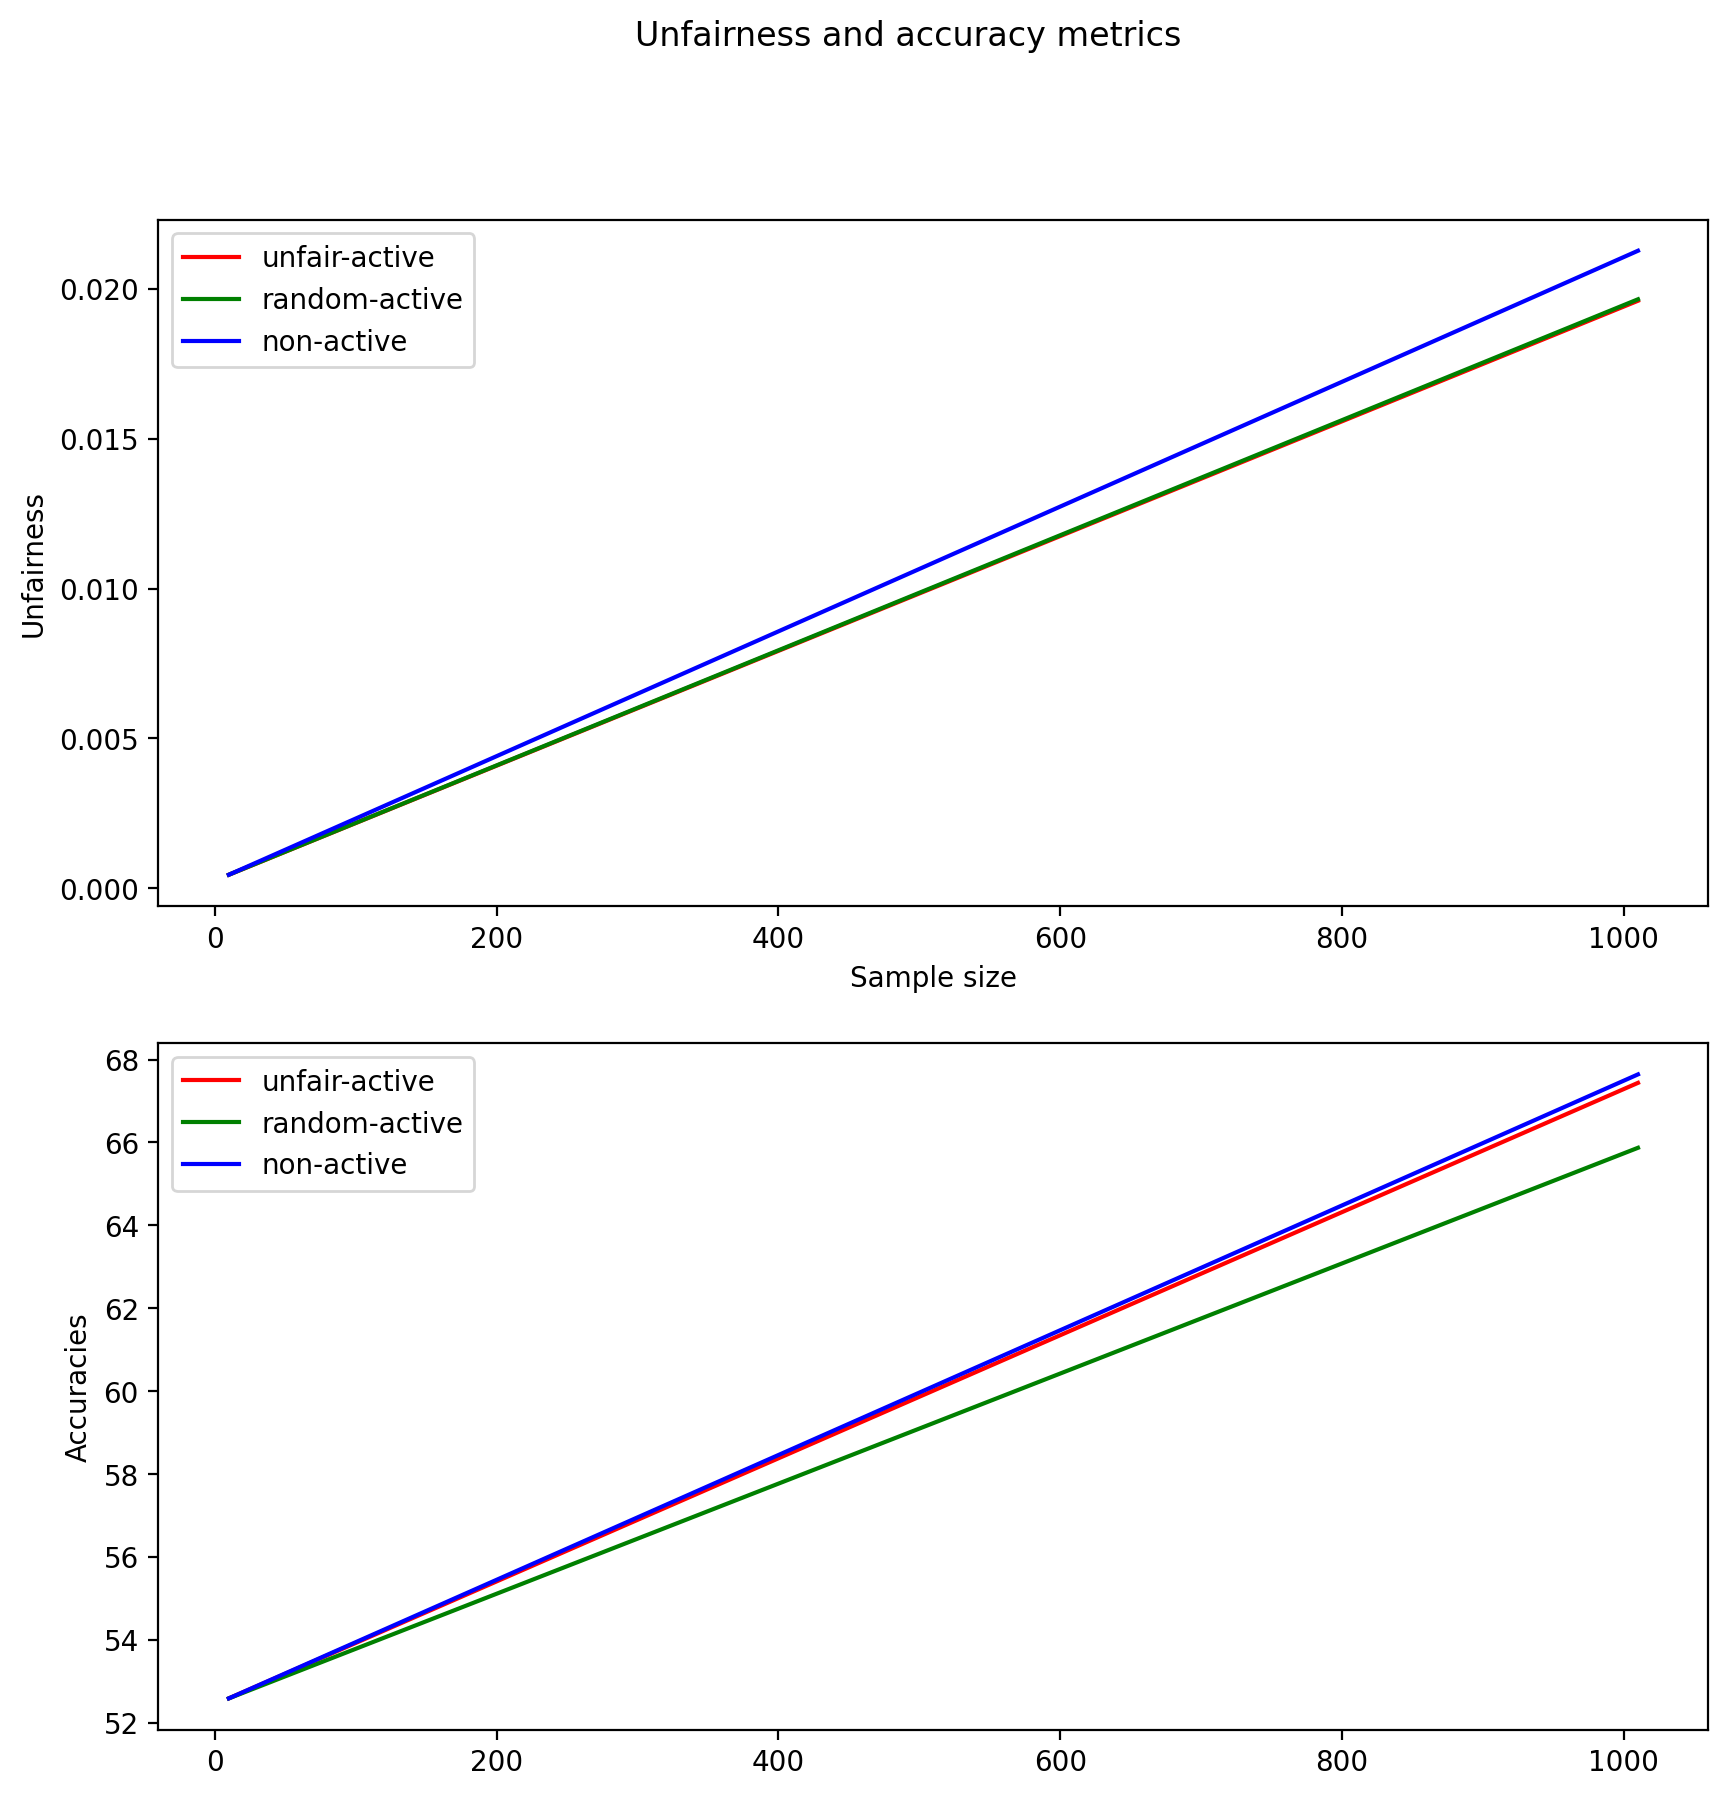 Unfairness and accuracy metrics
unfair-active
random-active
non-active
0.020
0.015
0.010
0.005
0.000
Unfairness
0 200 400 600 800 1000
Sample size
unfair-active
random-active
non-active
68
66
64
62
60
58
56
54
52
Accuracies
0 200 400 600 800 1000